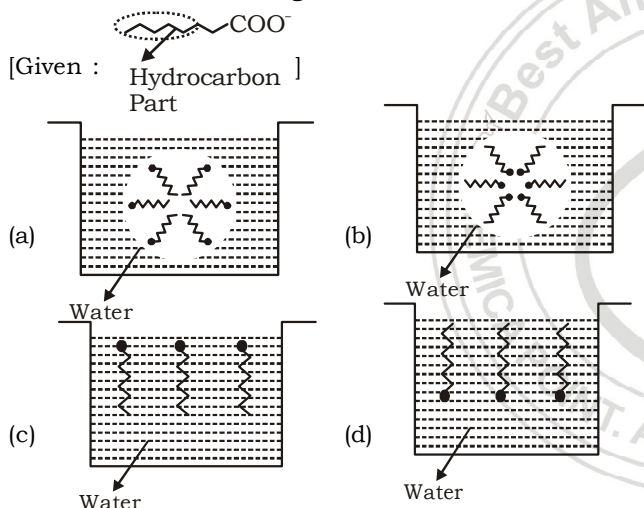 COO⁻
[Given : Hydrocarbon ]
Part
(a)
(b)
Water
Water
(c)
(d)
Water
Water